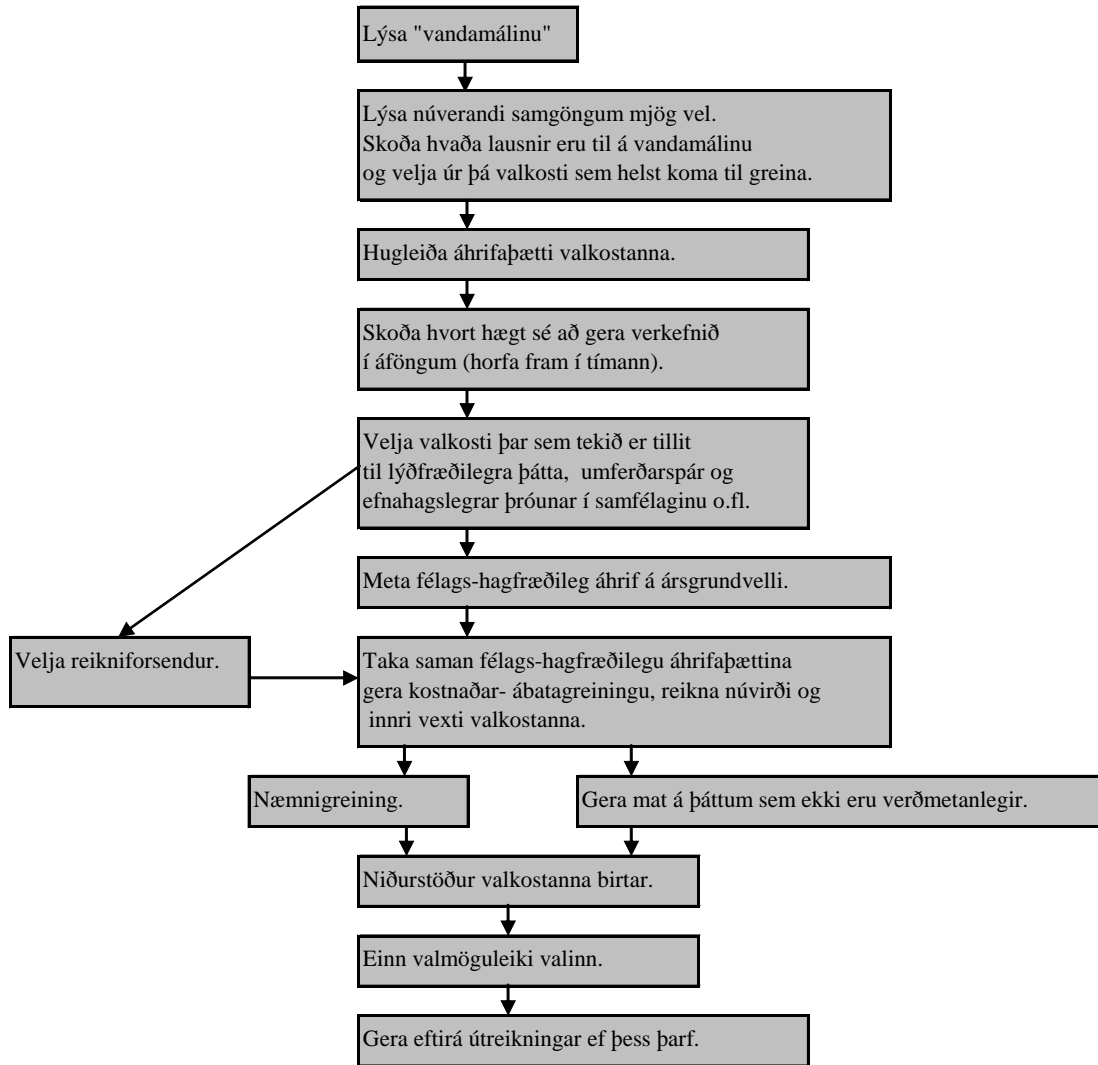 Lýsa "vandamálinu"
Lýsa núverandi samgöngum mjög vel.
Skoða hvaða lausnir eru til á vandamálinu
og velja úr þá valkosti sem helst koma til greina.
Hugleiða áhrifaþætti valkostanna.
Skoða hvort hægt sé að gera verkefnið
í áföngum (horfa fram í tímann).
Velja valkosti þar sem tekið er tillit
til lýðfræðilegra þátta, umferðarspár og
efnahagslegrar þróunar í samfélaginu o.fl.
Meta félags-hagfræðileg áhrif á ársgrundvelli.
Velja reikniforsendur.
Taka saman félags-hagfræðilegu áhrifaþættina
gera kostnaðar- ábatagreiningu, reikna núvirði og
innri vexti valkostanna.
Næmnigreining.
Gera mat á þáttum sem ekki eru verðmetanlegir.
Niðurstöður valkostanna birtar.
Einn valmöguleiki valinn.
Gera eftirá útreikningar ef þess þarf.